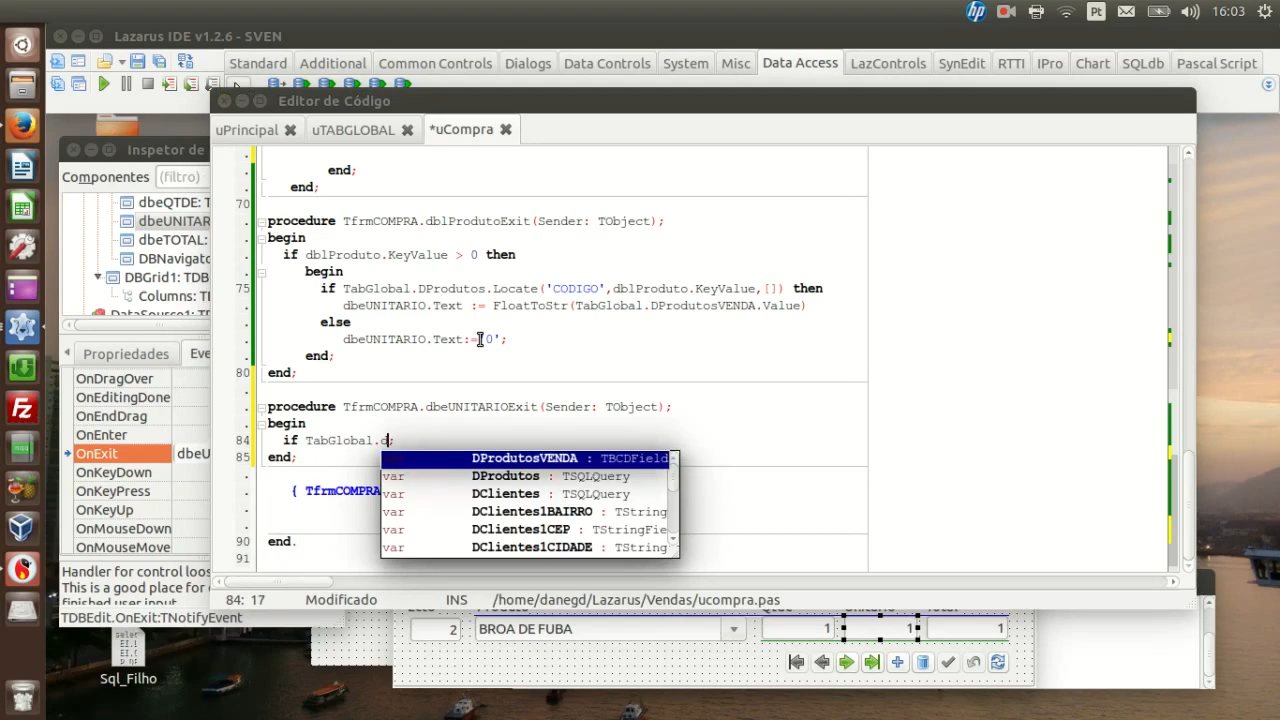 Pt
16:03
Lazarus IDE v1.2.6 - SVEN
Standard Additional Common Controls Dialogs Data Controls System Misc Data Access LazControls SynEdit RTTI IPro Chart SQLdb Pascal Script
Editor de Código
uPrincipal uTABGLOBAL *uCompra
Inspetor de
Componentes (filtro)
dbeQTDE: T
dbeUNITAR
dbeTOTAL:
DBNavigato
DBGrid1: TDB
Columns: T
DataSource1: T
Propriedades Eve
OnDragOver
OnEditingDone
OnEndDrag
OnEnter
OnExit dbeU
OnKeyDown
OnKeyPress
OnKeyUp
OnMouseDown
OnMouseMove
Handler for control loos
This is a good place for
finished user input
TDBEdit.OnExit:TNotifyEvent
end;
end;
70
procedure TfrmCOMPRA.dblProdutoExit(Sender: TObject);
begin
if dblProduto.KeyValue > 0 then
begin
75 if TabGlobal.DProdutos.Locate('CODIGO',dblProduto.KeyValue,[]) then
dbeUNITARIO.Text := FloatToStr(TabGlobal.DProdutosVENDA.Value)
else
dbeUNITARIO.Text:='0';
end;
80 end;
procedure TfrmCOMPRA.dbeUNITARIOExit(Sender: TObject);
begin
84 if TabGlobal.d;
85 end;
{ TfrmCOMPRA
90 end.
91
DProdutosVENDA : TBCDField
var DProdutos : TSQLQuery
var DClientes : TSQLQuery
var DClientes1BAIRRO : TString
var DClientes1CEP : TStringFie
var DClientes1CIDADE : TString
84: 17 Modificado INS /home/danegd/Lazarus/Vendas/ucompra.pas
2 BROA DE FUBA 1 1 1
Sql_Filho